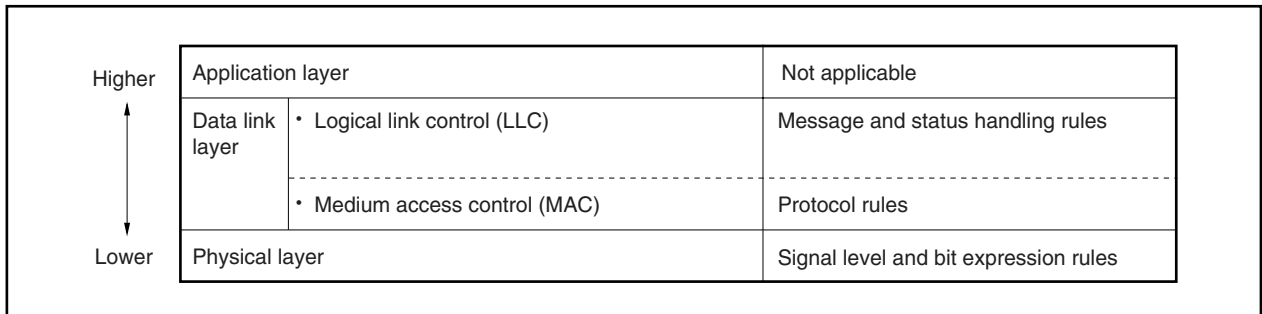 Higher
Application layer
Not applicable
Data link
layer
• Logical link control (LLC)
Message and status handling rules
• Medium access control (MAC)
Protocol rules
Lower
Physical layer
Signal level and bit expression rules